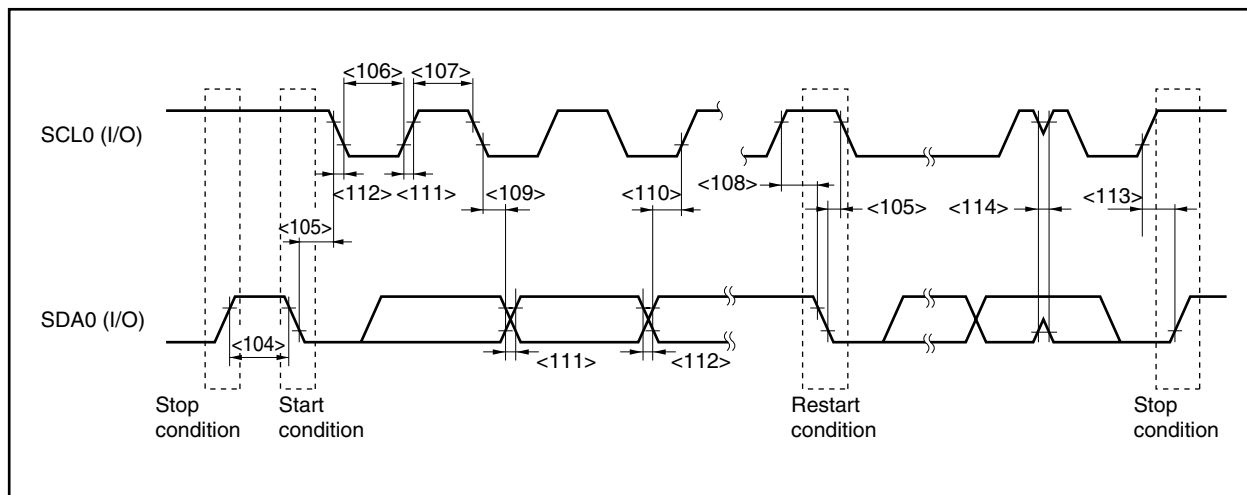 <106> <107>
SCL0 (I/O)
<112> <111> <109> <110> <108> <105> <114> <113>
<105>
SDA0 (I/O)
<104> <111> <112>
Stop
condition
Start
condition
Restart
condition
Stop
condition